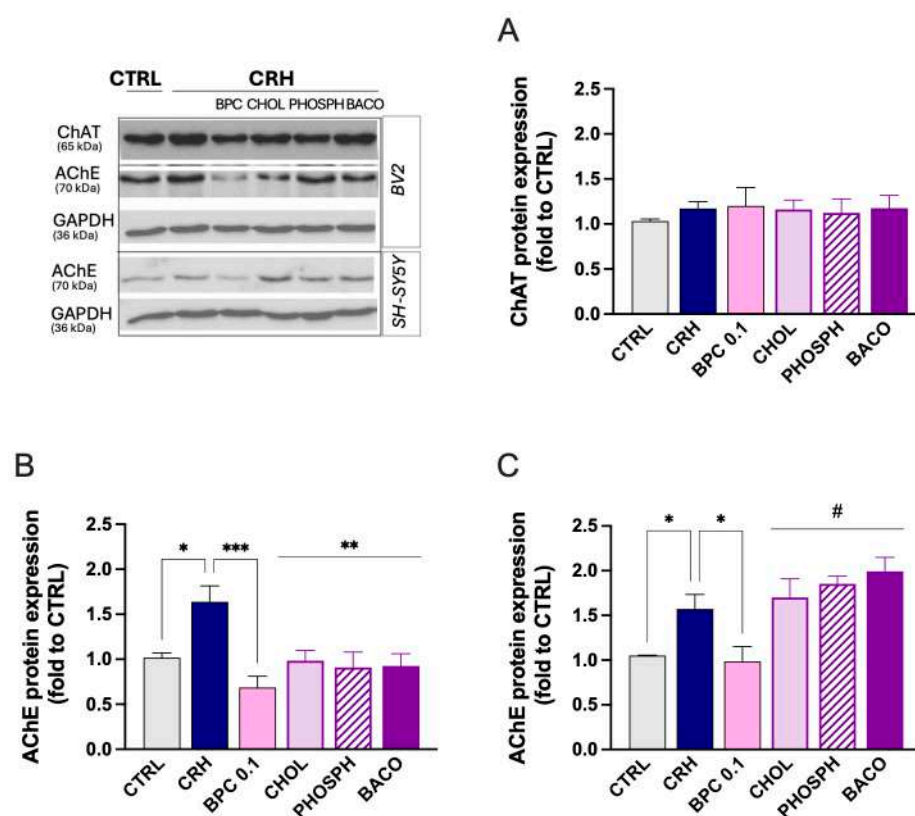 A
CTRL CRH
BPC CHOL PHOSPH BACO
ChAT
(65 kDa)
AChE
(70 kDa)
GAPDH
(36 kDa)
BV2
AChE
(70 kDa)
GAPDH
(36 kDa)
SH-SY5Y
ChAT protein expression
(fold to CTRL)
2.5
2.0
1.5
1.0
0.5
0.0
CTRL
CRH
BPC 0.1
CHOL
PHOSPH
BACO
B
AChE protein expression
(fold to CTRL)
2.5
2.0
1.5
1.0
0.5
0.0
* *** **
CTRL
CRH
BPC 0.1
CHOL
PHOSPH
BACO
C
AChE protein expression
(fold to CTRL)
2.5
2.0
1.5
1.0
0.5
0.0
* * #
CTRL
CRH
BPC 0.1
CHOL
PHOSPH
BACO